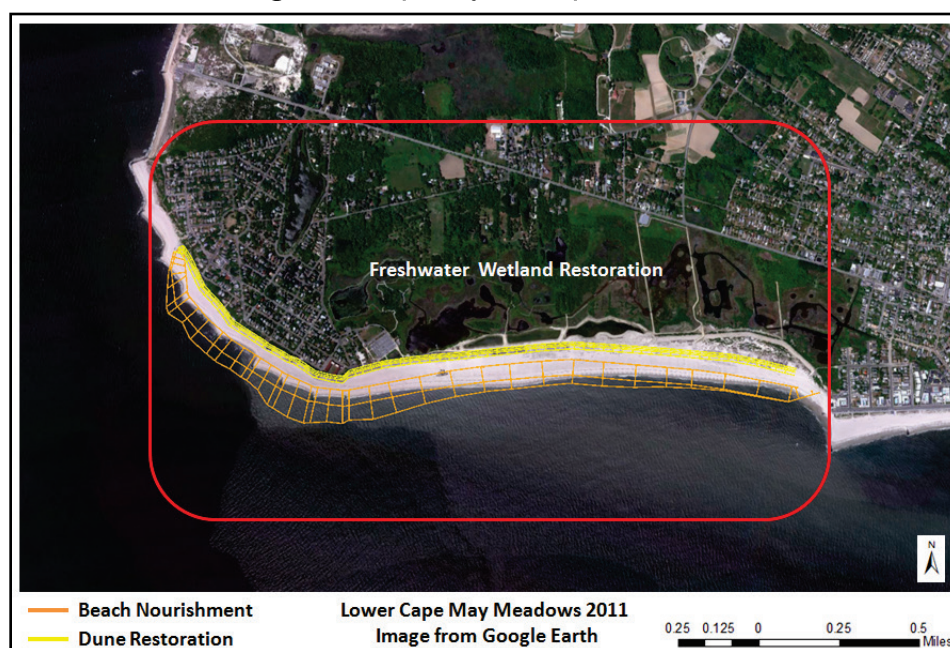 Freshwater Wetland Restoration
N
Beach Nourishment
Dune Restoration
Lower Cape May Meadows 2011
Image from Google Earth
0.25 0.125 0 0.25 0.5
Miles